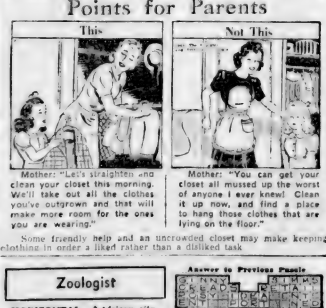 Points for Parents
This
Not This
Mother: "Let's straighten and
clean your closet this morning.
We'll take out all the clothes
you've outgrown and that will
make more room for the ones
you are wearing."
Mother: "You can get your
closet all mussed up the worst
of anyone I ever knew! Clean
it up now, and find a place
to hang those clothes that are
lying on the floor."
Some friendly help and an uncrowded closet may make keeping
clothing in order a liked rather than a disliked task
Zoologist
Answer to Previous Puzzle